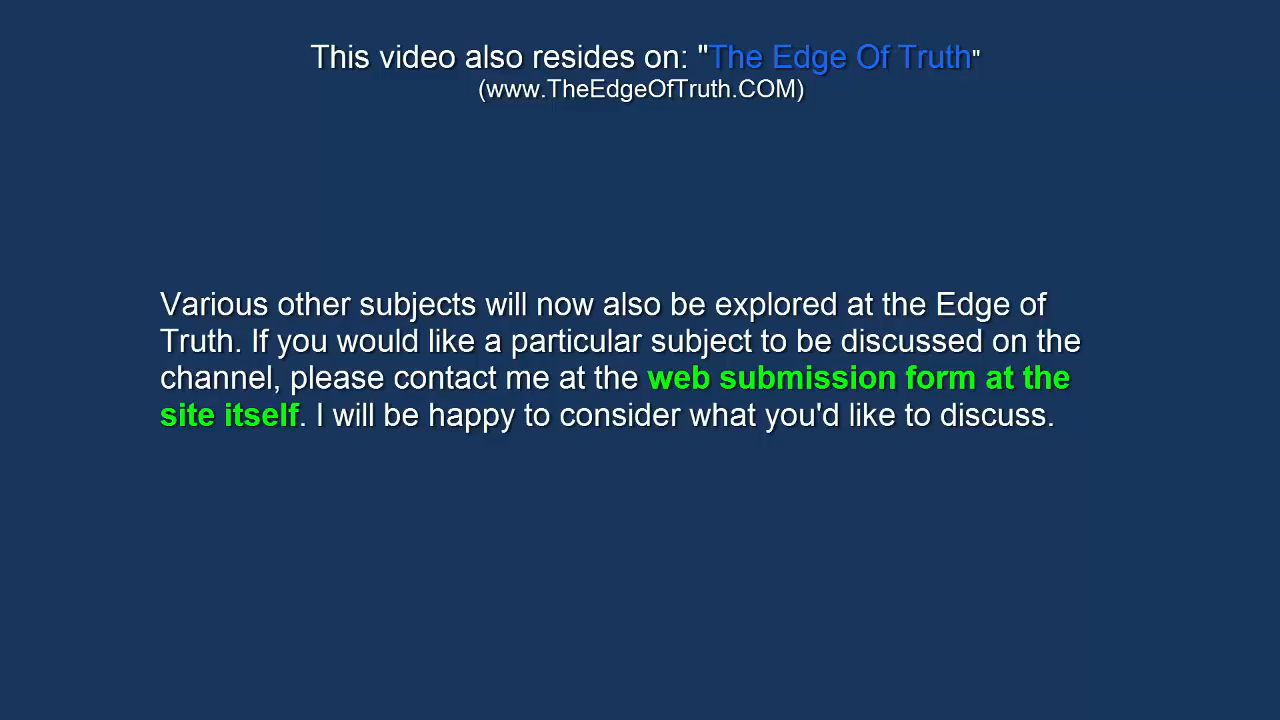 This video also resides on: "The Edge Of Truth"
(www.TheEdgeOfTruth.COM)
Various other subjects will now also be explored at the Edge of
Truth. If you would like a particular subject to be discussed on the
channel, please contact me at the web submission form at the
site itself. I will be happy to consider what you'd like to discuss.